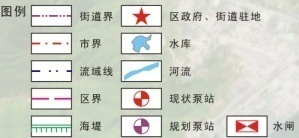 图例
街道界 区政府、街道驻地
市界 水库
流域线 河流
区界 现状泵站
海堤 规划泵站 水闸